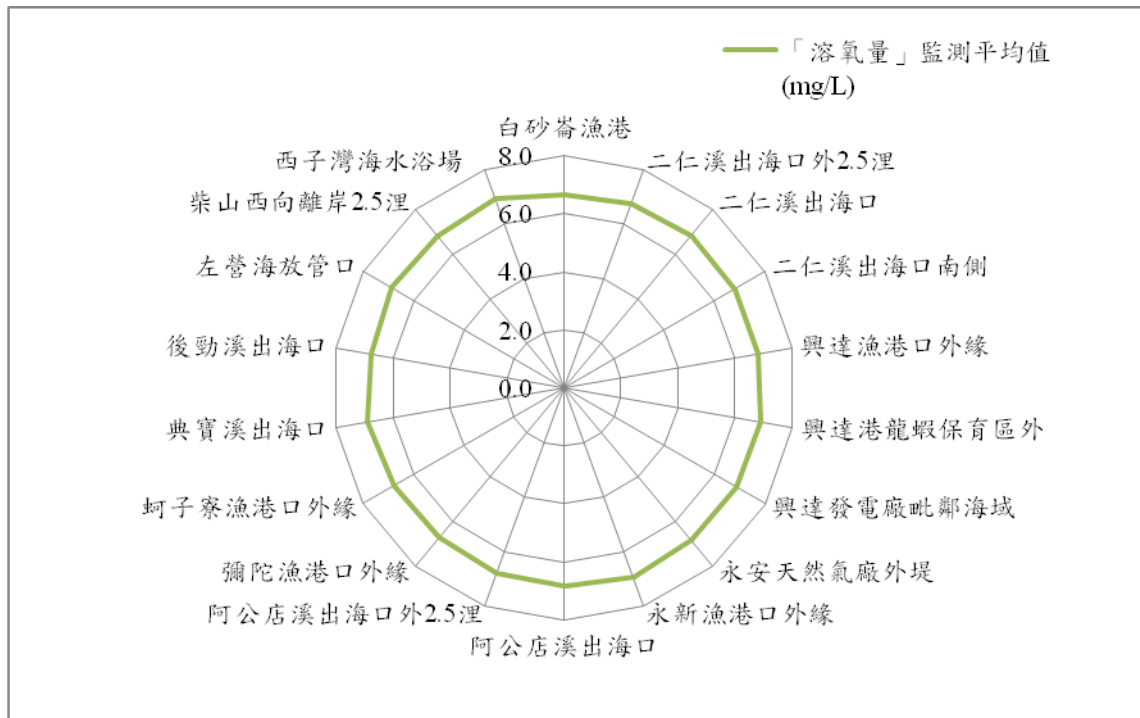 「溶氧量」監測平均值
(mg/L)
白砂崙漁港
二仁溪出海口外2.5浬
二仁溪出海口
二仁溪出海口南側
興達漁港口外緣
興達港龍蝦保育區外
興達發電廠毗鄰海域
永安天然氣廠外堤
永新漁港口外緣
阿公店溪出海口
阿公店溪出海口外2.5浬
彌陀漁港口外緣
蚵子寮漁港口外緣
典寶溪出海口
後勁溪出海口
左營海放管口
柴山西向離岸2.5浬
西子灣海水浴場
8.0
6.0
4.0
2.0
0.0